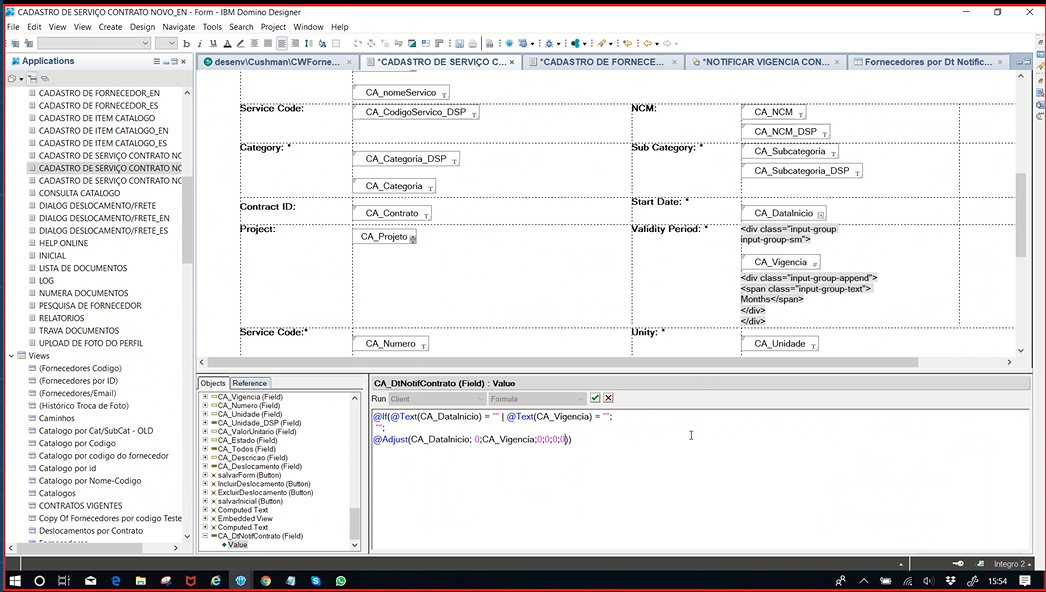 CADASTRO DE SERVIÇO CONTRATO NOVO_EN - Form - IBM Domino Designer
File Edit View View Create Design Navigate Tools Search Project Window Help
Applications
desenv\Cushman\CWForne...
*CADASTRO DE SERVIÇO C...
*CADASTRO DE FORNECE...
*NOTIFICAR VIGENCIA CON...
Fornecedores por Dt Notific...
CADASTRO DE FORNECEDOR_EN
CADASTRO DE FORNECEDOR_ES
CADASTRO DE ITEM CATALOGO
CADASTRO DE ITEM CATALOGO_EN
CADASTRO DE ITEM CATALOGO_ES
CADASTRO DE SERVIÇO CONTRATO NC
CADASTRO DE SERVIÇO CONTRATO NO
CADASTRO DE SERVIÇO CONTRATO NC
CONSULTA CATALOGO
DIALOG DESLOCAMENTO/FRETE
DIALOG DESLOCAMENTO/FRETE_EN
DIALOG DESLOCAMENTO/FRETE_ES
HELP ONLINE
INICIAL
LISTA DE DOCUMENTOS
LOG
NUMERA DOCUMENTOS
PESQUISA DE FORNECEDOR
RELATORIOS
TRAVA DOCUMENTOS
UPLOAD DE FOTO DO PERFIL
Views
(Fornecedores Codigo)
(Fornecedores por ID)
(Fornecedores/Email)
(Histórico Troca de Foto)
Caminhos
Catalogo por Cat/SubCat - OLD
Catalogo por Codigo
Catalogo por codigo do fornecedor
Catalogo por id
Catalogo por Nome-Codigo
Catalogos
CONTRATOS VIGENTES
Copy Of Fornecedores por codigo Teste
Deslocamentos por Contrato
CA_nomeServico
Service Code: CA_CodigoServico_DSP NCM: CA_NCM
CA_NCM_DSP
Category: * CA_Categoria_DSP Sub Category: * CA_Subcategoria
CA_Categoria CA_Subcategoria_DSP
Contract ID: CA_Contrato Start Date: * CA_DataInicio
Project: CA_Projeto Validity Period: * <div class="input-group
input-group-sm">
CA_Vigencia
<div class="input-group-append">
<span class="input-group-text">
Months</span>
</div>
</div>
Service Code:* CA_Numero Unity: * CA_Unidade
Objects Reference
CA_Vigencia (Field)
CA_Numero (Field)
CA_Unidade (Field)
CA_Unidade_DSP (Field)
CA_ValorUnitario (Field)
CA_Estado (Field)
CA_Todos (Field)
CA_Descricao (Field)
CA_Deslocamento (Field)
salvarForm (Button)
IncluirDeslocamento (Button)
ExcluirDeslocamento (Button)
salvarInicial (Button)
Computed Text
Embedded View
Computed Text
CA_DtNotifContrato (Field)
Value
CA_DtNotifContrato (Field) : Value
Run Client Formula
@If(@Text(CA_DataInicio) = "" | @Text(CA_Vigencia) = "";
"";
@Adjust(CA_DataInicio; 0;CA_Vigencia;0;0;0;0))
Integro 2
15:54